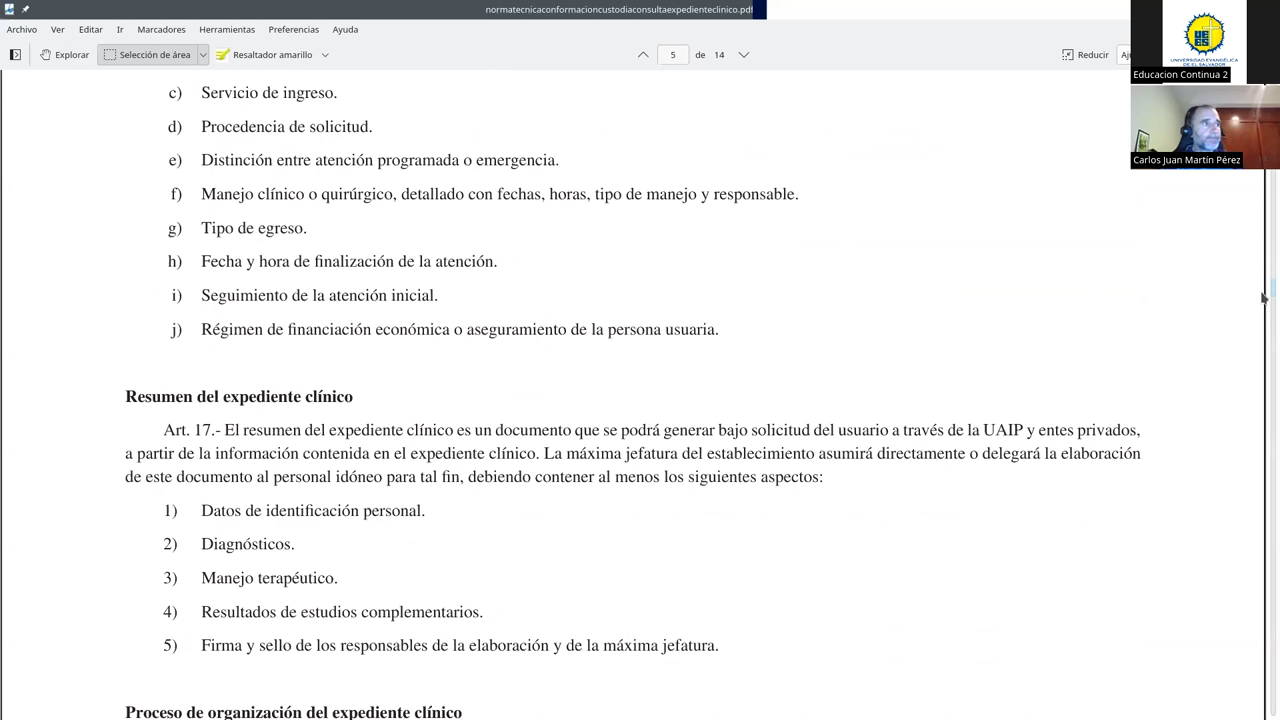 normatecnicaconformacioncustodiaconsultaexpedienteclinico.pdf
Archivo Ver Editar Ir Marcadores Herramientas Preferencias Ayuda
Explorar Selección de área Resaltador amarillo 5 de 14 Reducir Aj
UEES
UNIVERSIDAD EVANGÉLICA
DE EL SALVADOR
Educacion Continua 2
Carlos Juan Martín Pérez
c) Servicio de ingreso.
d) Procedencia de solicitud.
e) Distinción entre atención programada o emergencia.
f) Manejo clínico o quirúrgico, detallado con fechas, horas, tipo de manejo y responsable.
g) Tipo de egreso.
h) Fecha y hora de finalización de la atención.
i) Seguimiento de la atención inicial.
j) Régimen de financiación económica o aseguramiento de la persona usuaria.
Resumen del expediente clínico
Art. 17.- El resumen del expediente clínico es un documento que se podrá generar bajo solicitud del usuario a través de la UAIP y entes privados,
a partir de la información contenida en el expediente clínico. La máxima jefatura del establecimiento asumirá directamente o delegará la elaboración
de este documento al personal idóneo para tal fin, debiendo contener al menos los siguientes aspectos:
1) Datos de identificación personal.
2) Diagnósticos.
3) Manejo terapéutico.
4) Resultados de estudios complementarios.
5) Firma y sello de los responsables de la elaboración y de la máxima jefatura.
Proceso de organización del expediente clínico